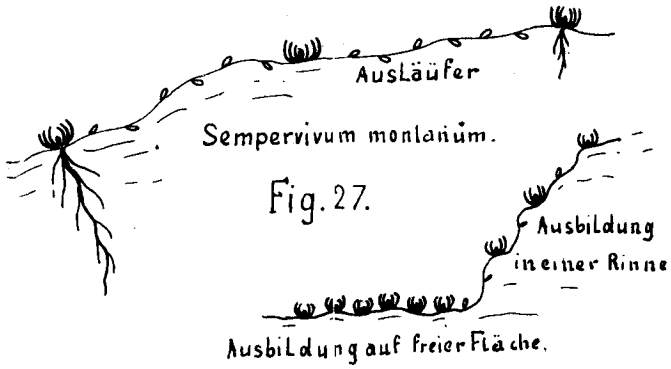 Ausläufer
Sempervivum montanum.
Fig. 27.
Ausbildung
in einer Rinne
Ausbildung auf freier Fläche.